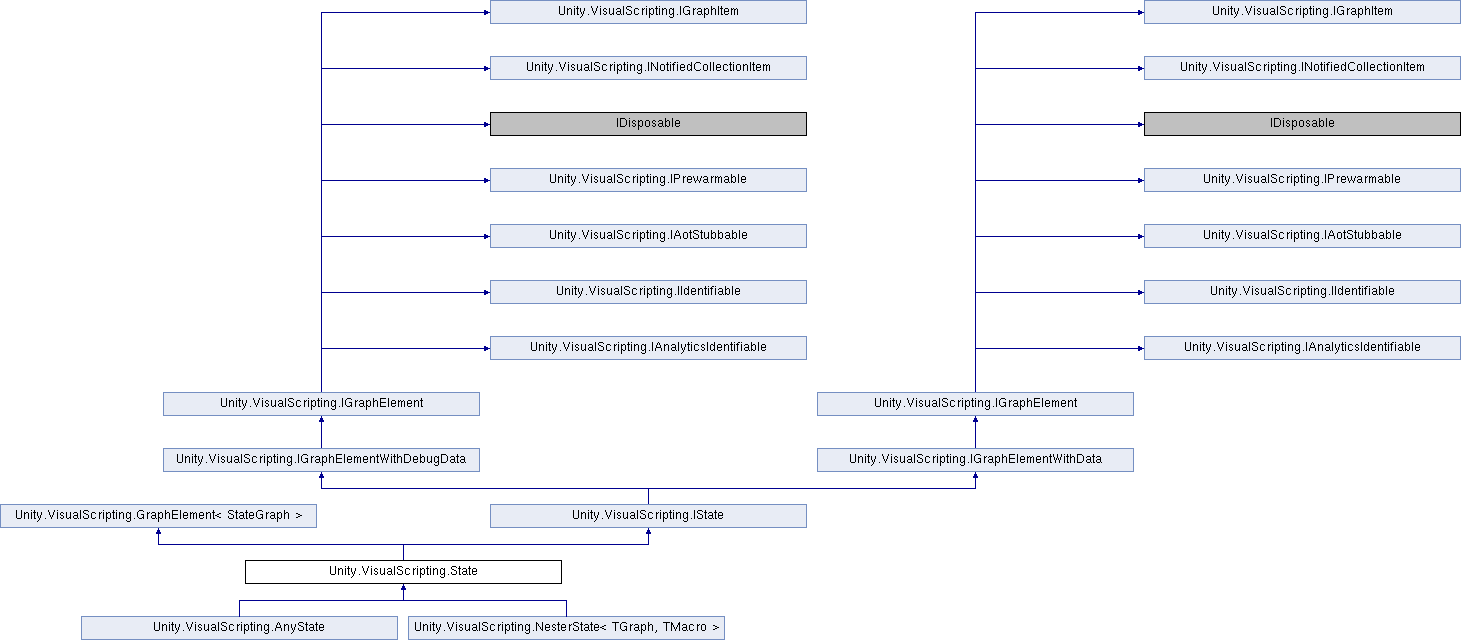 Unity.VisualScripting.IGraphItem
Unity.VisualScripting.IGraphItem
Unity.VisualScripting.INotifiedCollectionItem
Unity.VisualScripting.INotifiedCollectionItem
IDisposable
IDisposable
Unity.VisualScripting.IPrewarmable
Unity.VisualScripting.IPrewarmable
Unity.VisualScripting.IAotStubbable
Unity.VisualScripting.IAotStubbable
Unity.VisualScripting.IIdentifiable
Unity.VisualScripting.IIdentifiable
Unity.VisualScripting.IAnalyticsIdentifiable
Unity.VisualScripting.IAnalyticsIdentifiable
Unity.VisualScripting.IGraphElement
Unity.VisualScripting.IGraphElement
Unity.VisualScripting.IGraphElementWithDebugData
Unity.VisualScripting.IGraphElementWithData
Unity.VisualScripting.GraphElement< StateGraph >
Unity.VisualScripting.IState
Unity.VisualScripting.State
Unity.VisualScripting.AnyState
Unity.VisualScripting.NesterState< TGraph, TMacro >